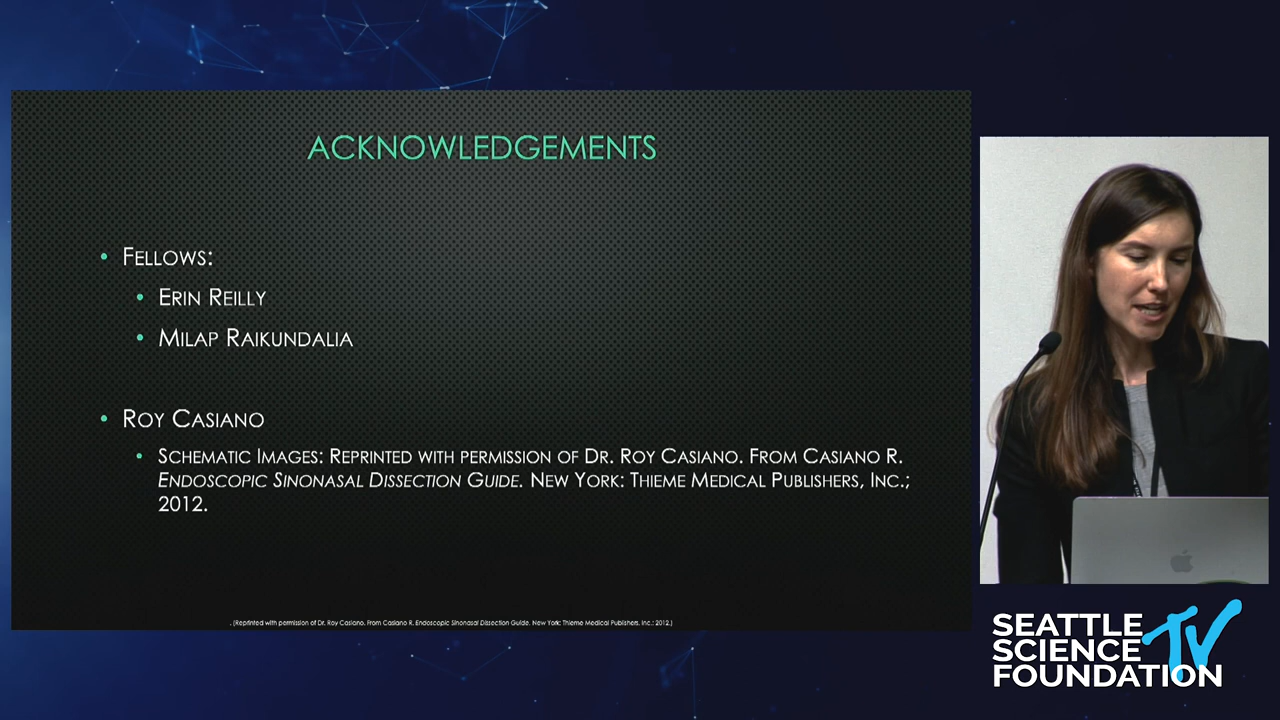 ACKNOWLEDGEMENTS
• FELLOWS:
• ERIN REILLY
• MILAP RAIKUNDALIA
• ROY CASIANO
• SCHEMATIC IMAGES: REPRINTED WITH PERMISSION OF DR. ROY CASIANO. FROM CASIANO R.
ENDOSCOPIC SINONASAL DISSECTION GUIDE. NEW YORK: THIEME MEDICAL PUBLISHERS, INC.;
2012.
. (Reprinted with permission of Dr. Roy Casiano. From Casiano R. Endoscopic Sinonasal Dissection Guide. New York: Thieme Medical Publishers, Inc.; 2012.)
SEATTLE TV
SCIENCE
FOUNDATION